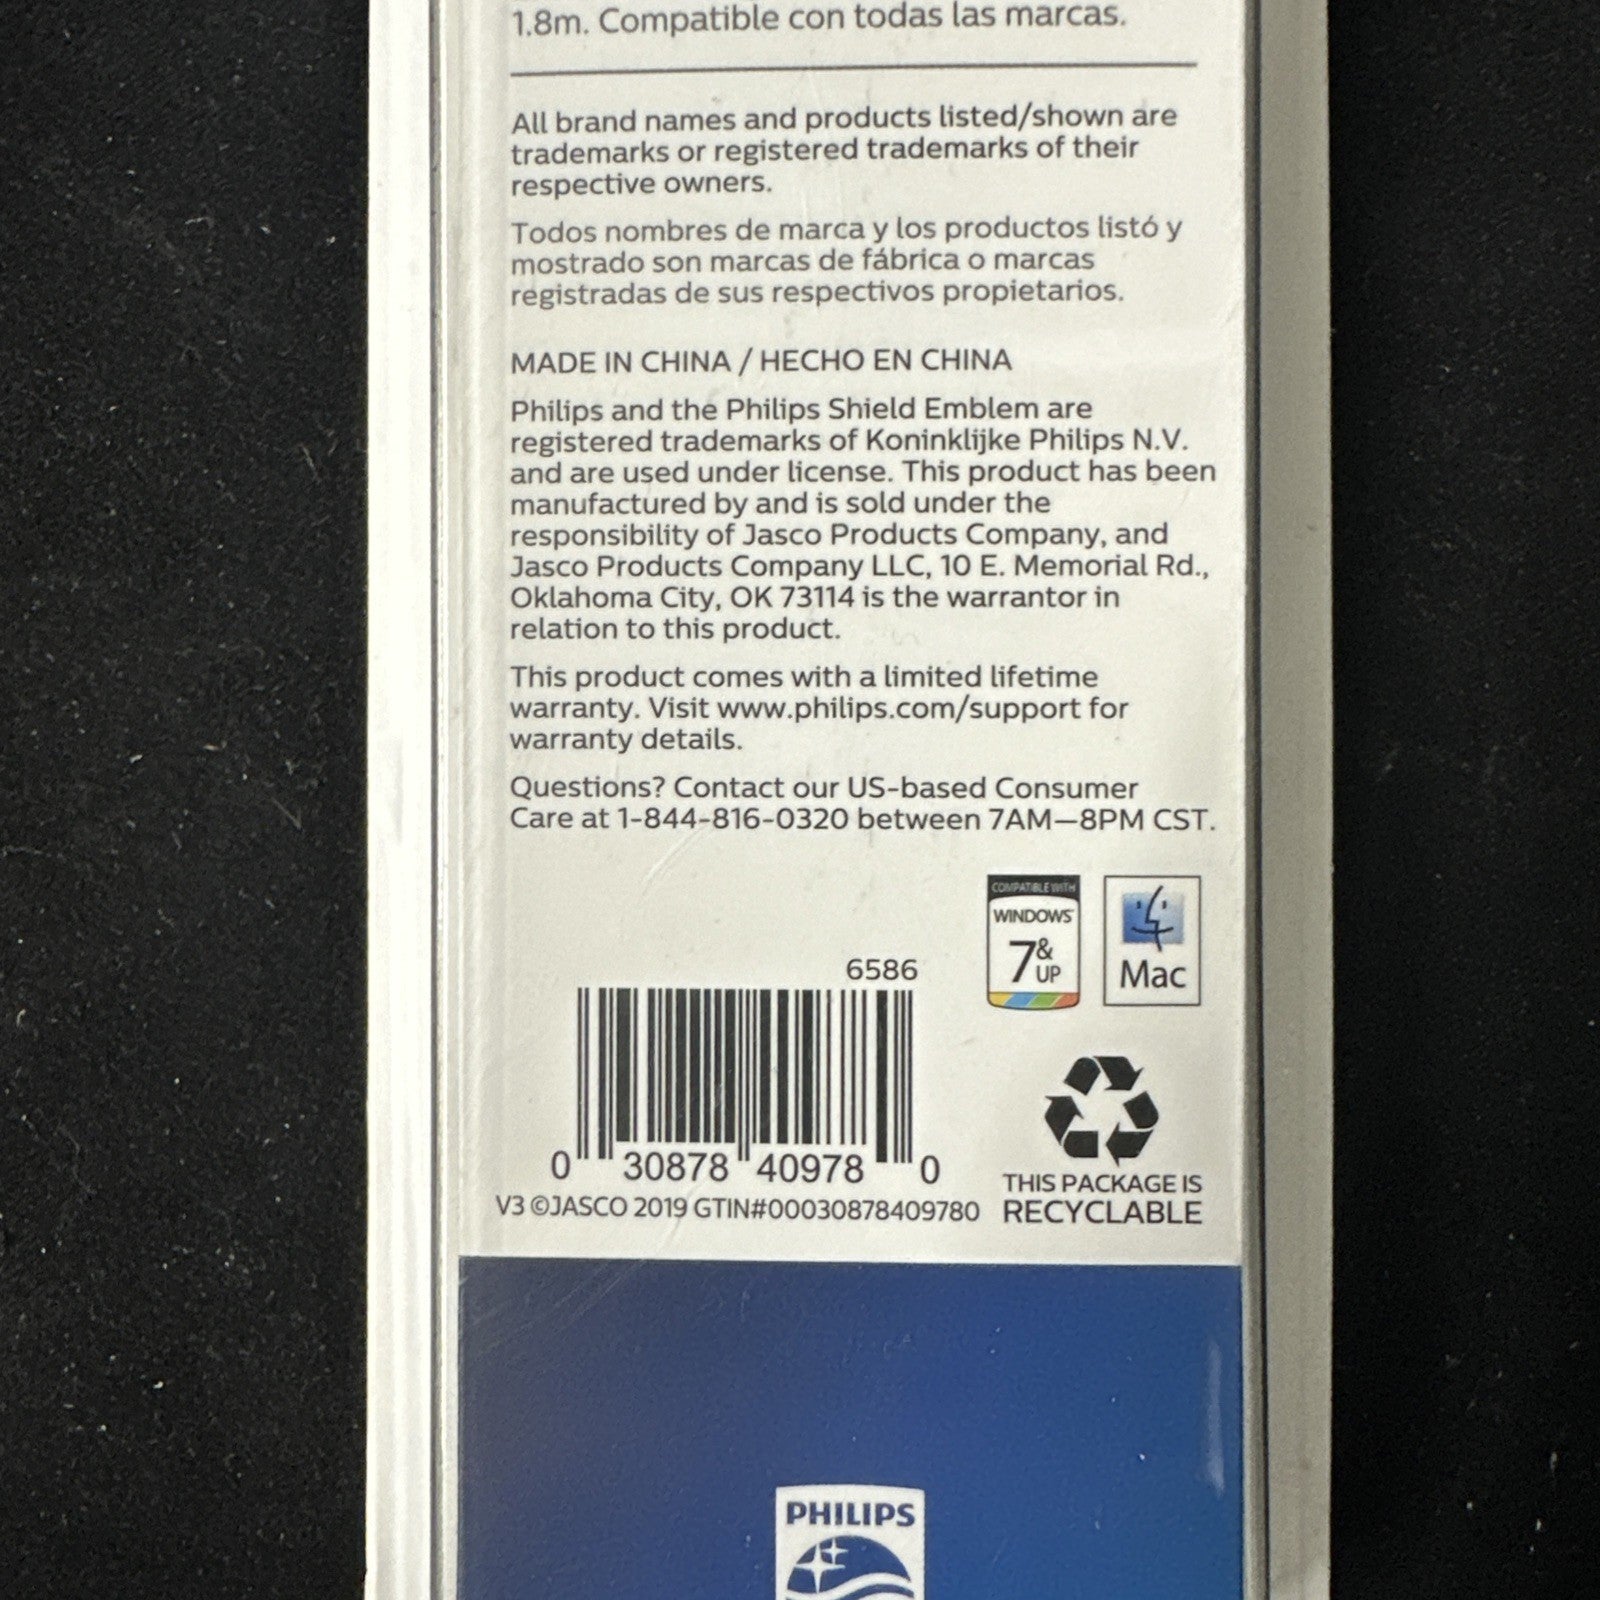 1.8m. Compatible con todas las marcas.
All brand names and products listed/shown are
trademarks or registered trademarks of their
respective owners.
Todos nombres de marca y los productos listó y
mostrado son marcas de fábrica o marcas
registradas de sus respectivos propietarios.
MADE IN CHINA / HECHO EN CHINA
Philips and the Philips Shield Emblem are
registered trademarks of Koninklijke Philips N.V.
and are used under license. This product has been
manufactured by and is sold under the
responsibility of Jasco Products Company, and
Jasco Products Company LLC, 10 E. Memorial Rd.,
Oklahoma City, OK 73114 is the warrantor in
relation to this product.
This product comes with a limited lifetime
warranty. Visit www.philips.com/support for
warranty details.
Questions? Contact our US-based Consumer
Care at 1-844-816-0320 between 7AM—8PM CST.
COMPATIBLE WITH
WINDOWS
7 & UP
Mac
6586
0 30878 40978 0
V3 ©JASCO 2019 GTIN#00030878409780
THIS PACKAGE IS
RECYCLABLE
PHILIPS